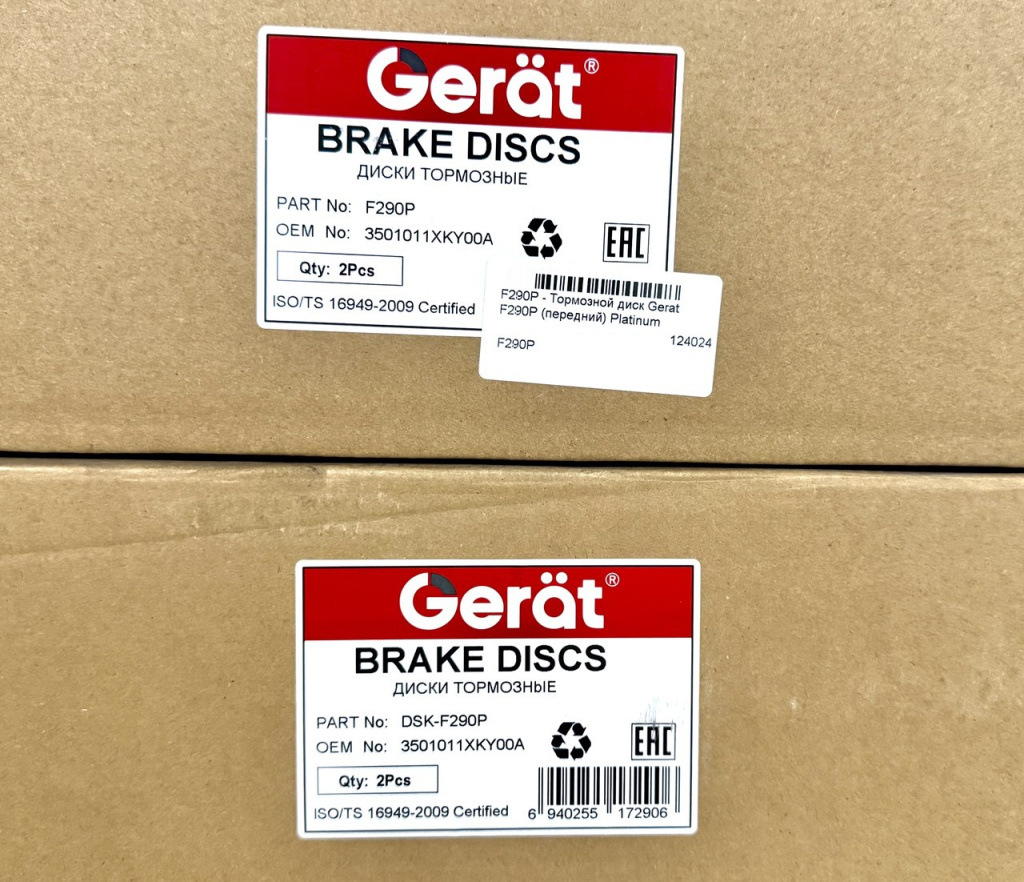 Gerät®
BRAKE DISCS
ДИСКИ ТОРМОЗНЫЕ
PART No: F290P
OEM No: 3501011XKY00A
EAC
Qty: 2Pcs
ISO/TS 16949-2009 Certified
F290P - Тормозной диск Gerat
F290P (передний) Platinum
F290P 124024
Gerät®
BRAKE DISCS
ДИСКИ ТОРМОЗНЫЕ
PART No: DSK-F290P
OEM No: 3501011XKY00A
EAC
Qty: 2Pcs
ISO/TS 16949-2009 Certified
6 940255 172906